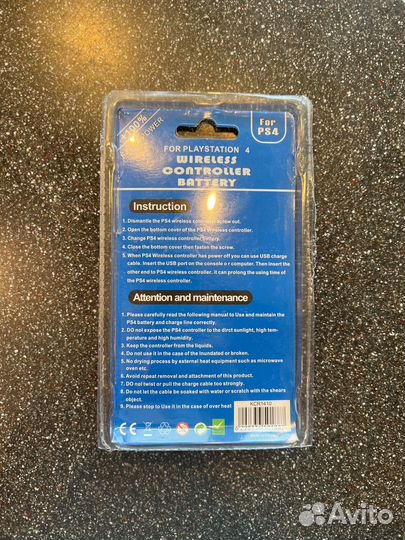 100%
POWER
For
PS4
FOR PLAYSTATION 4
WIRELESS
CONTROLLER
BATTERY
Instruction
1. Dismantle the PS4 wireless controller screw out.
2. Open the bottom cover of the PS4 Wireless controller.
3. Change PS4 wireless controller battery.
4. Close the bottom cover then fasten the screw.
5. When PS4 Wireless controller has power off you can use USB charge
cable. Insert the USB port on the console or computer. Then Insert the
other end to PS4 wireless controller. it can prolong the using time of
the PS4 wireless controller.
Attention and maintenance
1. Please carefully read the following manual to Use and maintain the
PS4 battery and charge line correctly.
2. DO not expose the PS4 controller to the dirct sunlight, high tem-
perature and high humidity.
3. Keep the controller from the liquids.
4. Do not use it in the case of the Inundated or broken.
5. No drying process by external heat equipment such as microwave
oven etc.
6. Avoid repeat removal and attachment of this product.
7. DO not twist or pull the charge cable too strongly.
8. Do not let the cable be soaked with water or scratch with the shears
object.
9. Please stop to Use it in the case of over heat
KCR1410
CE
Avito